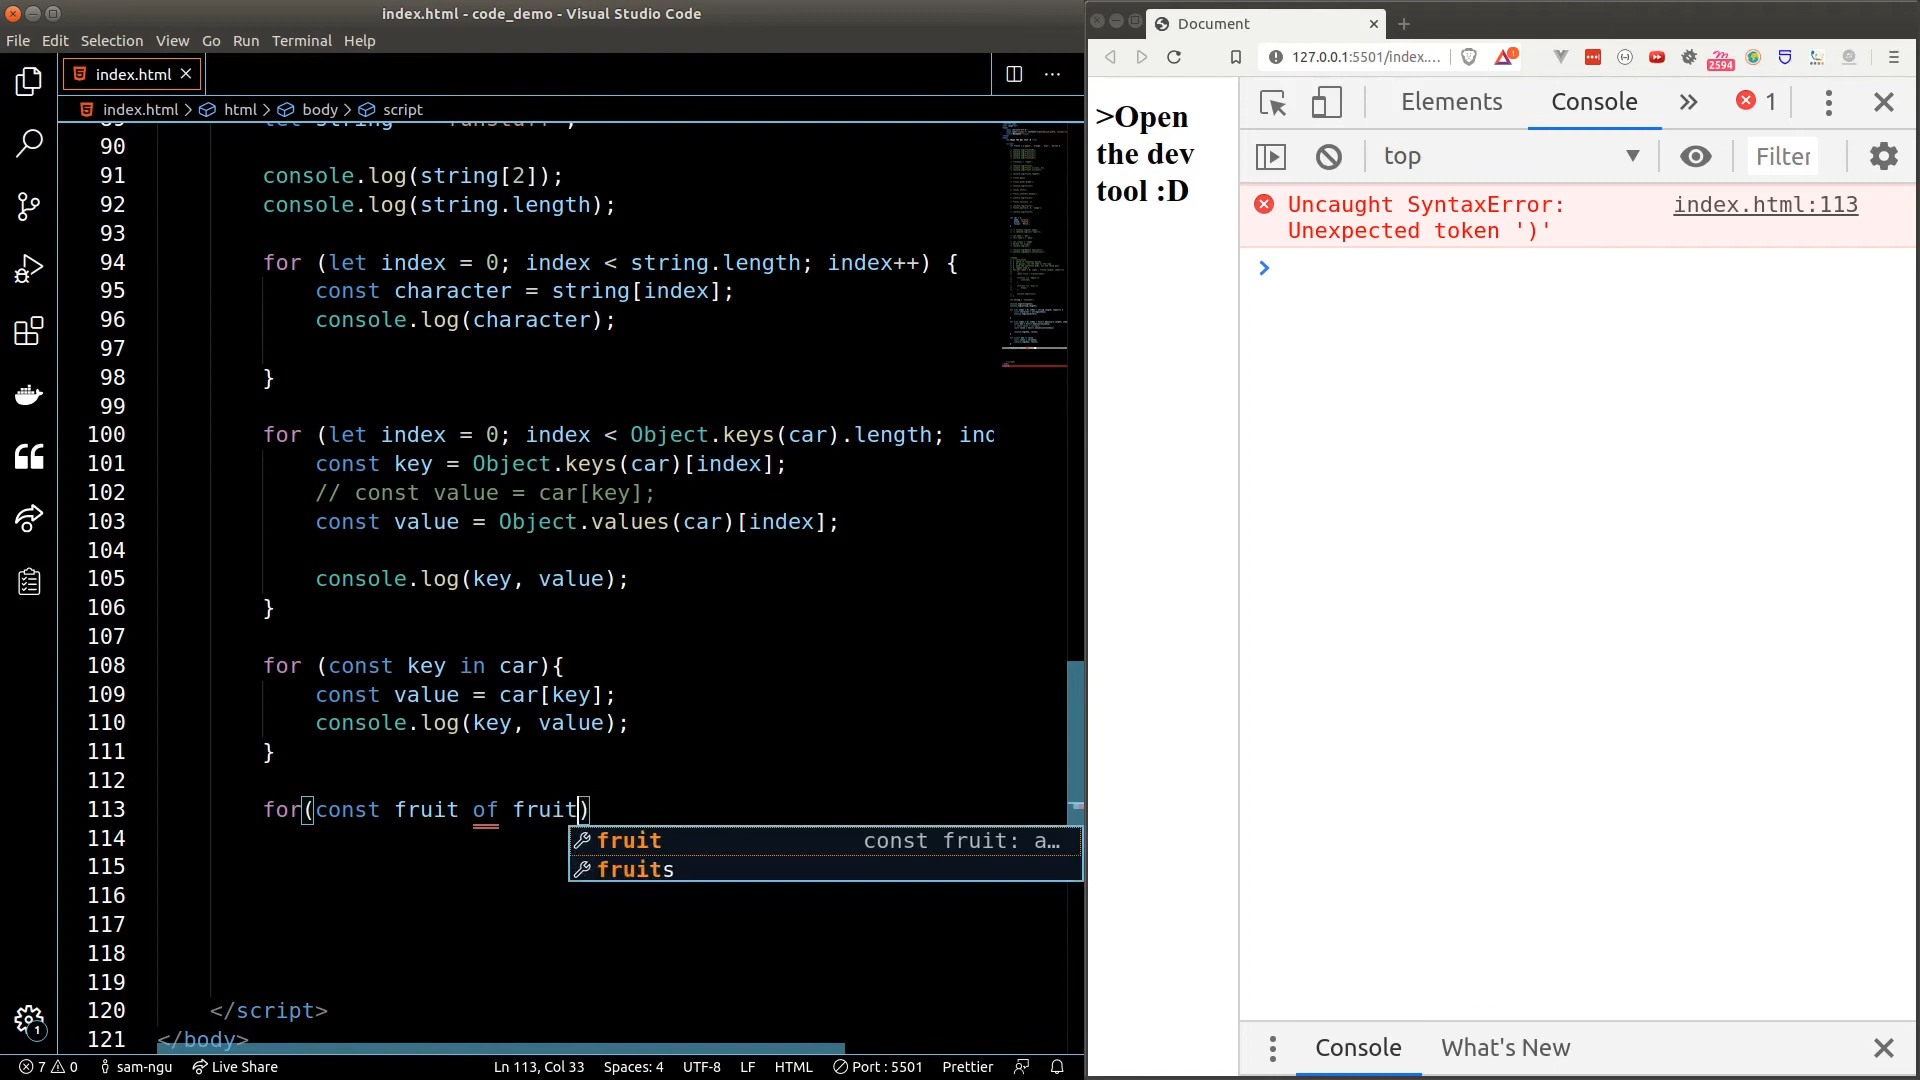 index.html - code_demo - Visual Studio Code
File Edit Selection View Go Run Terminal Help
index.html
index.html > html > body > script
90
91 console.log(string[2]);
92 console.log(string.length);
93
94 for (let index = 0; index < string.length; index++) {
95 const character = string[index];
96 console.log(character);
97
98 }
99
100 for (let index = 0; index < Object.keys(car).length; ind
101 const key = Object.keys(car)[index];
102 // const value = car[key];
103 const value = Object.values(car)[index];
104
105 console.log(key, value);
106 }
107
108 for (const key in car){
109 const value = car[key];
110 console.log(key, value);
111 }
112
113 for(const fruit of fruit)
fruit const fruit: a…
fruits
114
115
116
117
118
119
120 </script>
121 </body>
1
7 0 sam-ngu Live Share Ln 113, Col 33 Spaces: 4 UTF-8 LF HTML Port : 5501 Prettier
Document
127.0.0.1:5501/index.... 1 2594
>Open
the dev
tool :D
Elements Console 1
top Filter
Uncaught SyntaxError: index.html:113
Unexpected token ')'
Console What's New